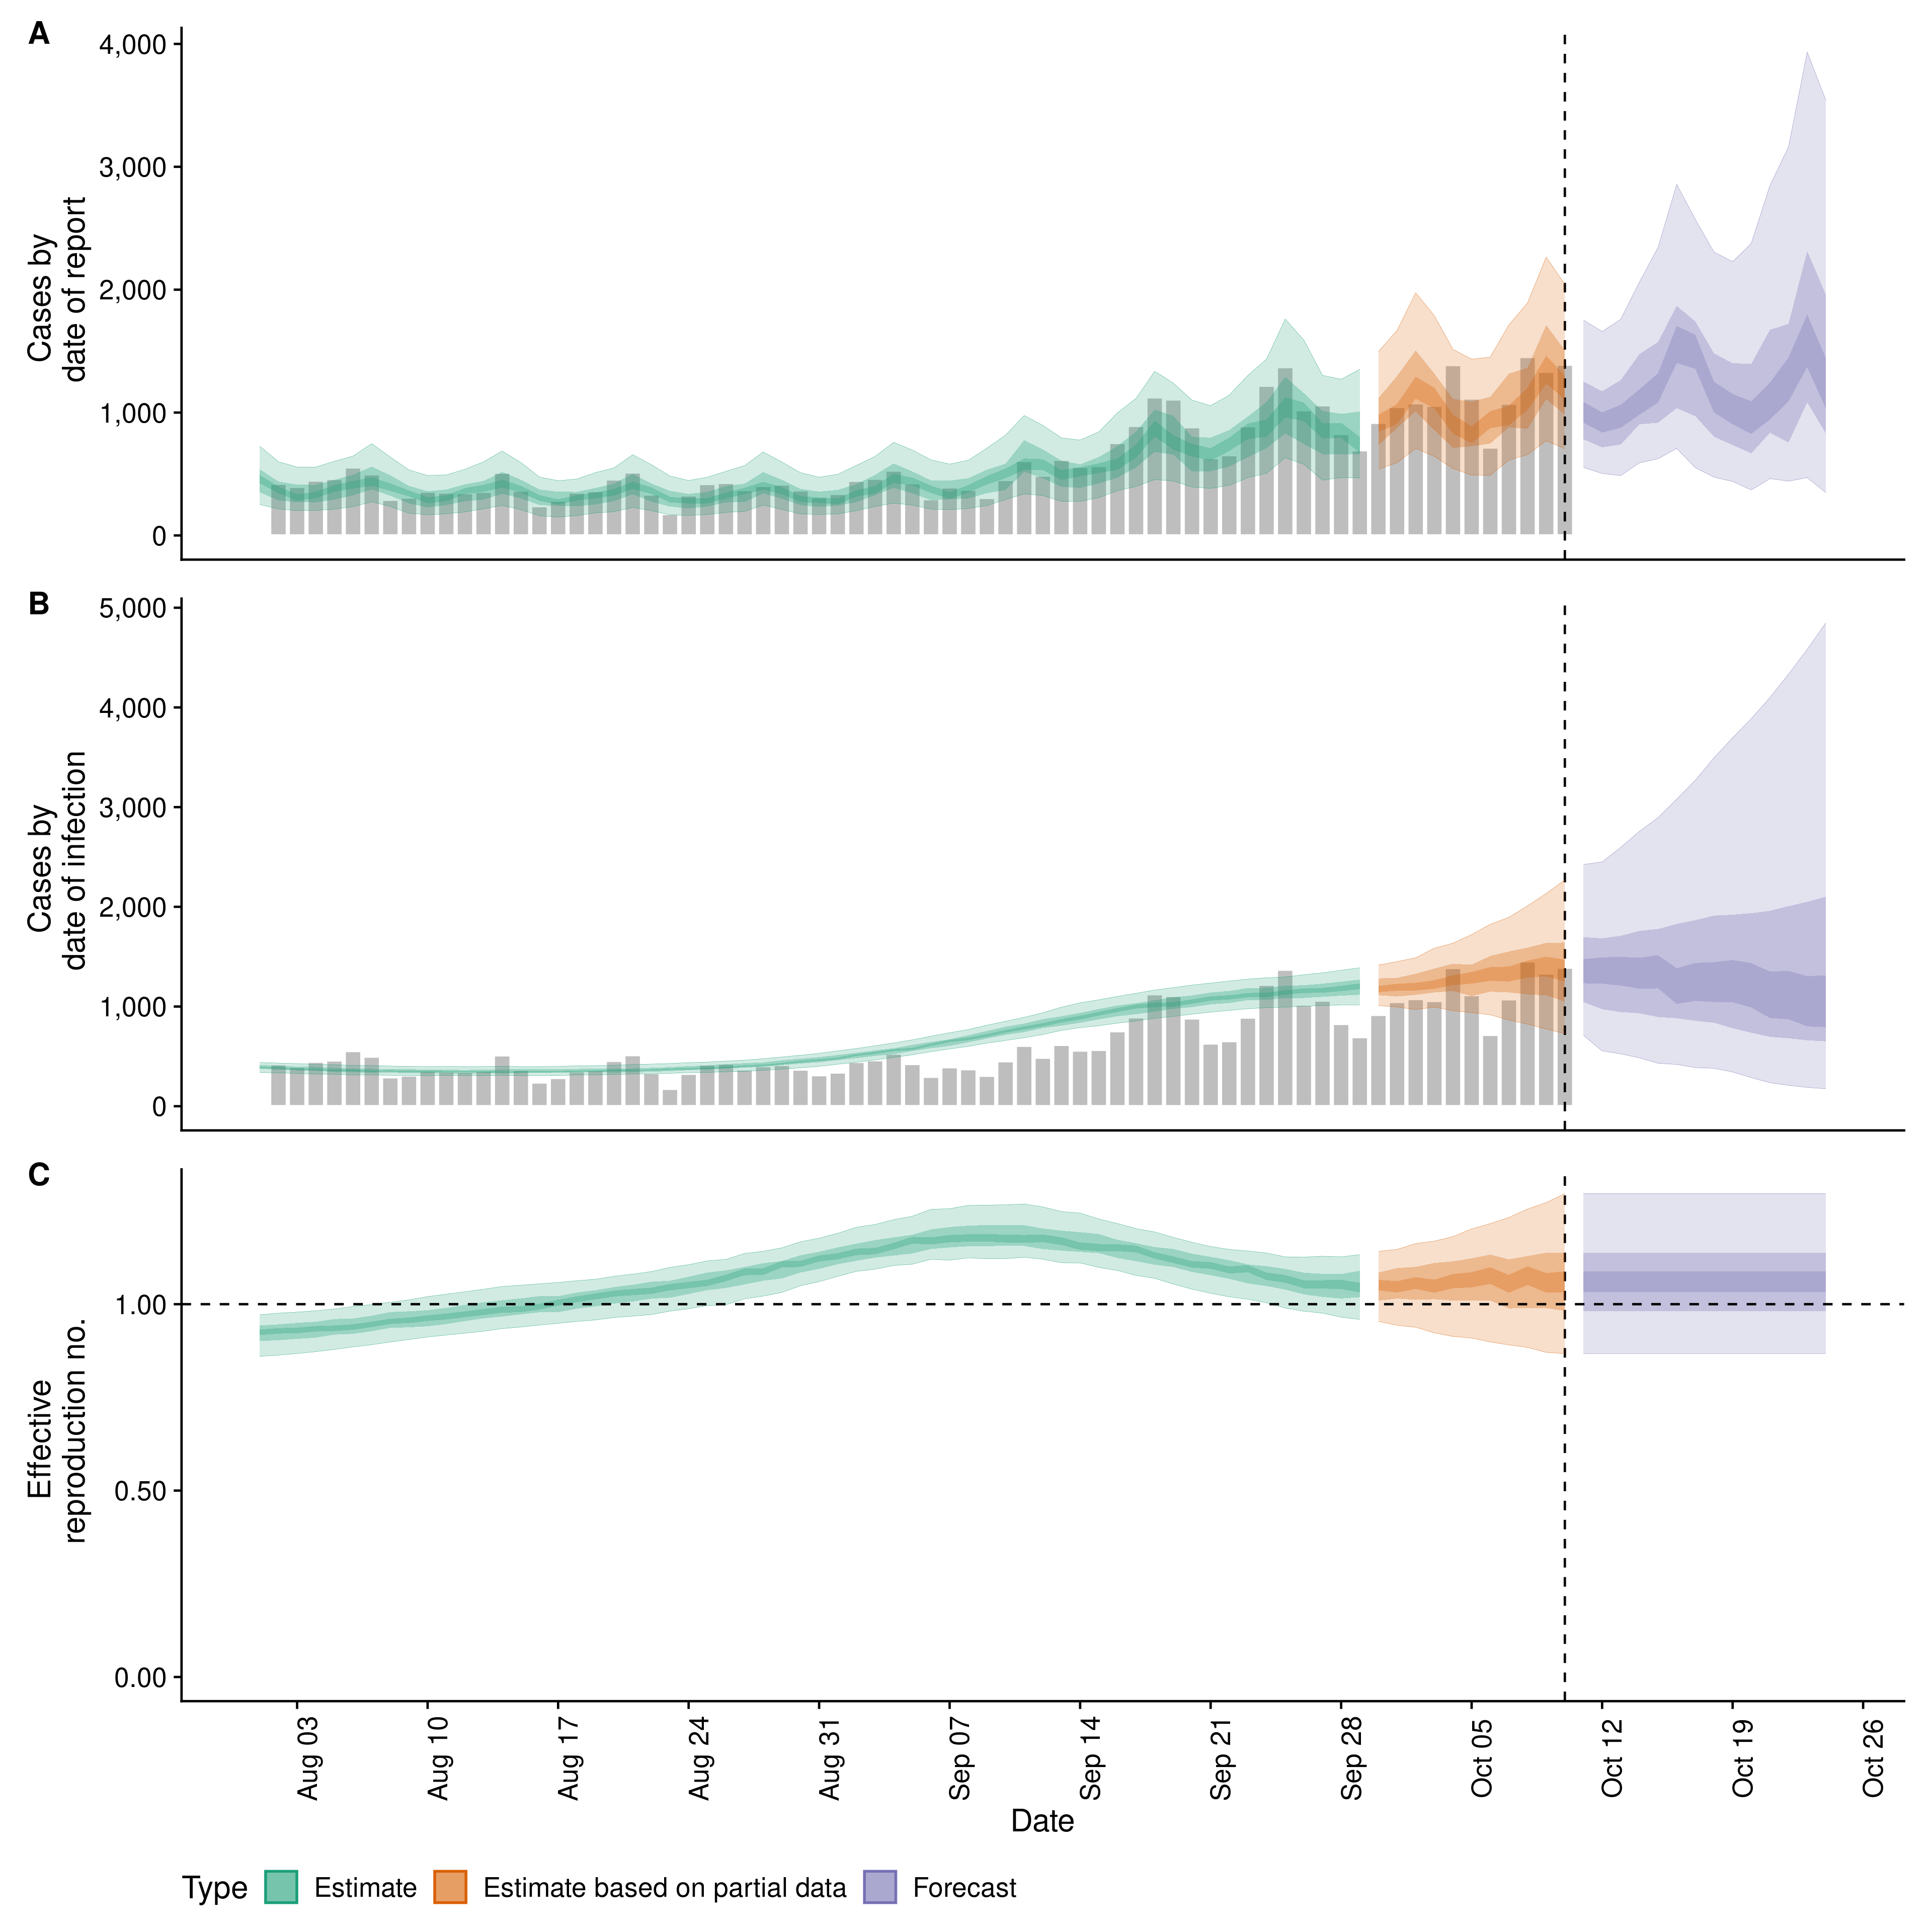 A
4,000
3,000
2,000
1,000
0
Cases by
date of report
B
5,000
4,000
3,000
2,000
1,000
0
Cases by
date of infection
C
1.00
0.50
0.00
Effective
reproduction no.
Aug 03
Aug 10
Aug 17
Aug 24
Aug 31
Sep 07
Sep 14
Sep 21
Sep 28
Oct 05
Oct 12
Oct 19
Oct 26
Date
Type Estimate Estimate based on partial data Forecast